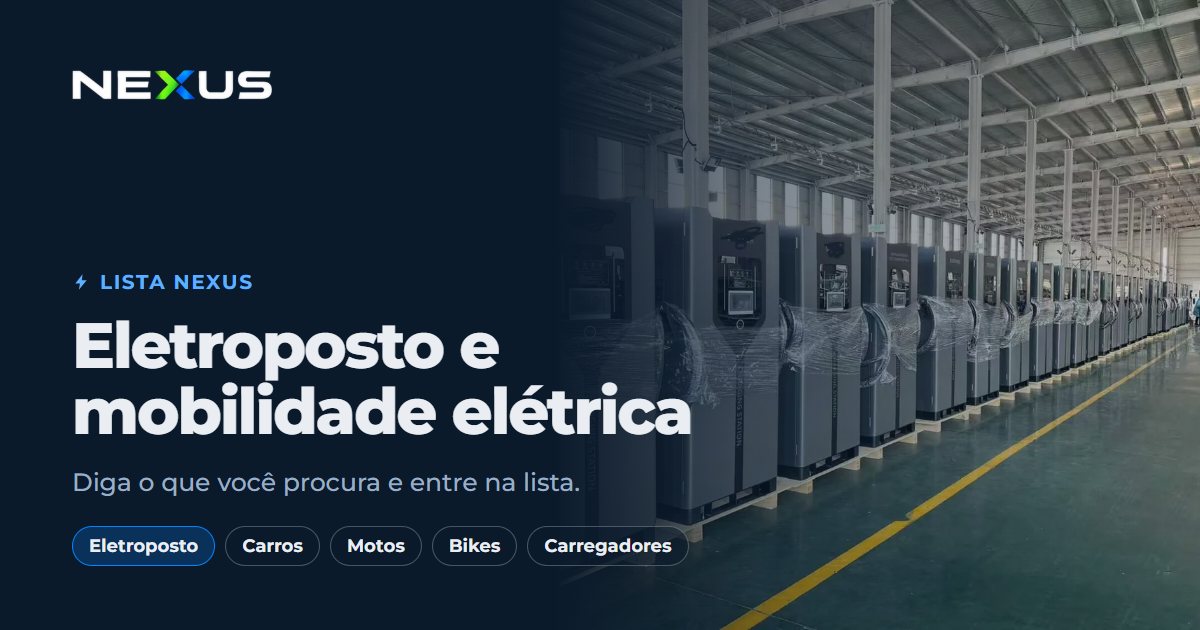 NEXUS
LISTA NEXUS
Eletroposto e
mobilidade elétrica
Diga o que você procura e entre na lista.
Eletroposto Carros Motos Bikes Carregadores